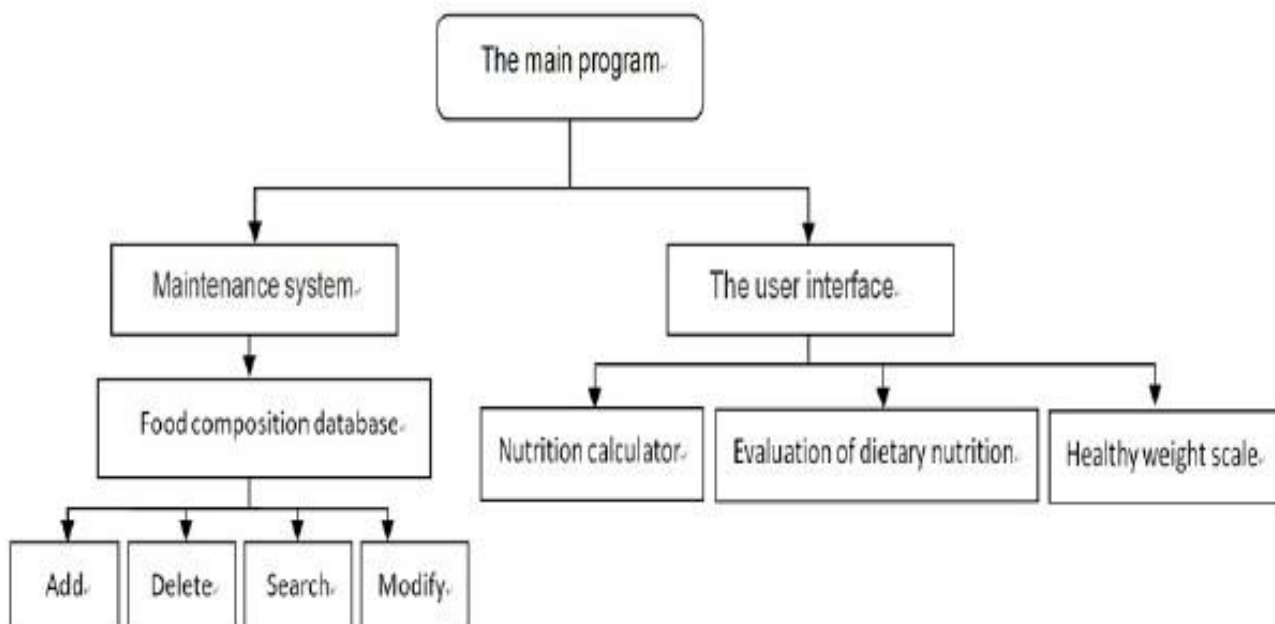 The main program
Maintenance system
The user interface
Food composition database
Nutrition calculator
Evaluation of dietary nutrition
Healthy weight scale
Add
Delete
Search
Modify